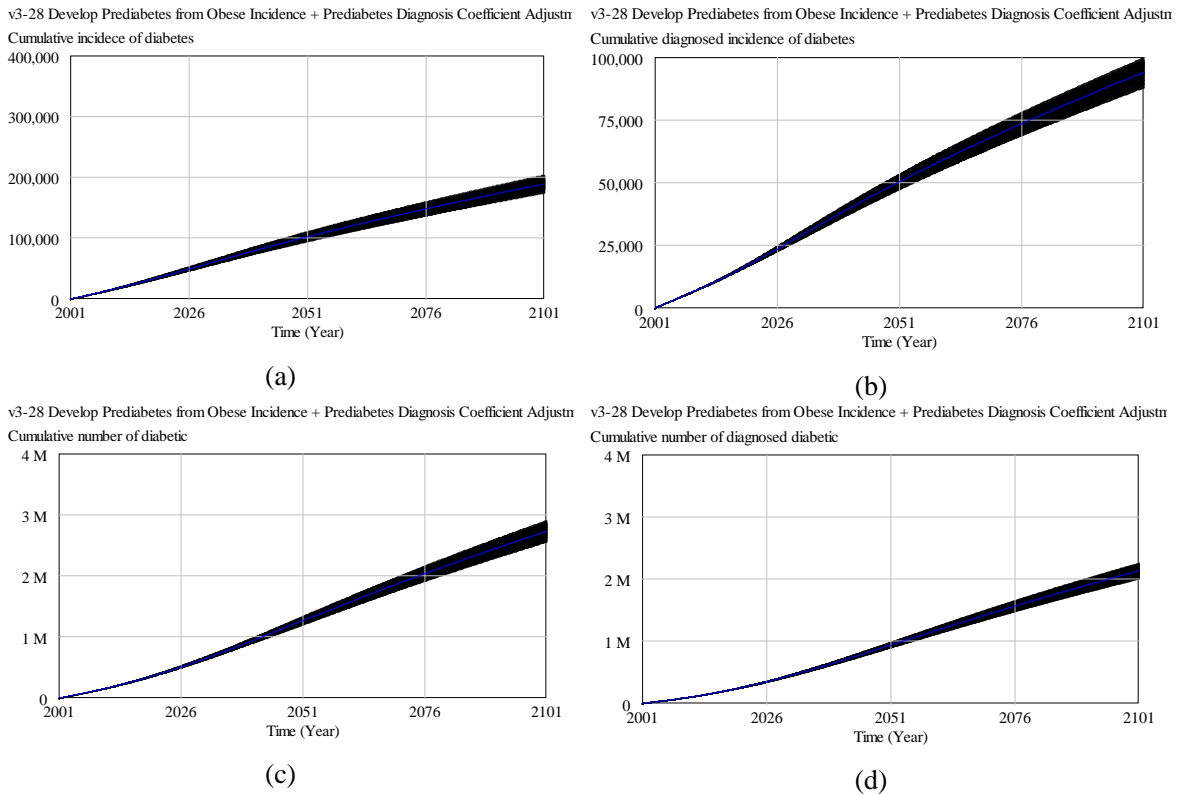 v3-28 Develop Prediabetes from Obese Incidence + Prediabetes Diagnosis Coefficient Adjustm
Cumulative incidece of diabetes
400,000
300,000
200,000
100,000
0
2001 2026 2051 2076 2101
Time (Year)
(a)
v3-28 Develop Prediabetes from Obese Incidence + Prediabetes Diagnosis Coefficient Adjustm
Cumulative diagnosed incidence of diabetes
100,000
75,000
50,000
25,000
0
2001 2026 2051 2076 2101
Time (Year)
(b)
v3-28 Develop Prediabetes from Obese Incidence + Prediabetes Diagnosis Coefficient Adjustm
Cumulative number of diabetic
4 M
3 M
2 M
1 M
0
2001 2026 2051 2076 2101
Time (Year)
(c)
v3-28 Develop Prediabetes from Obese Incidence + Prediabetes Diagnosis Coefficient Adjustm
Cumulative number of diagnosed diabetic
4 M
3 M
2 M
1 M
0
2001 2026 2051 2076 2101
Time (Year)
(d)